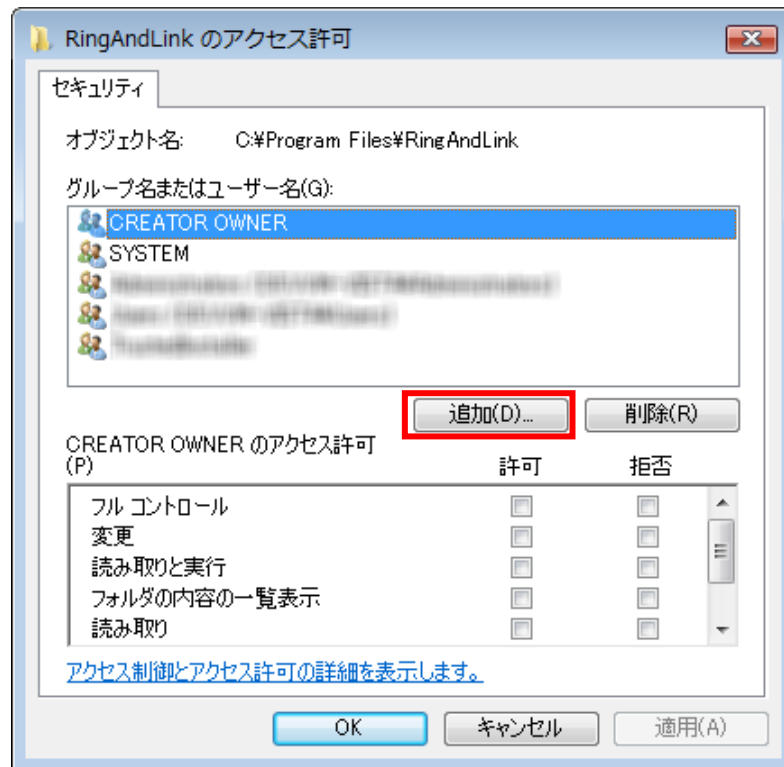 RingAndLink のアクセス許可
セキュリティ
オブジェクト名: C:¥Program Files¥RingAndLink
グループ名またはユーザー名(G):
CREATOR OWNER
SYSTEM
追加(D)... 削除(R)
CREATOR OWNER のアクセス許可
(P) 許可 拒否
フル コントロール
変更
読み取りと実行
フォルダの内容の一覧表示
読み取り
アクセス制御とアクセス許可の詳細を表示します。
OK キャンセル 適用(A)